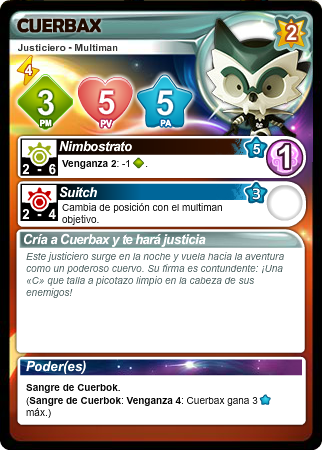 CUERBAX
2
Justiciero - Multiman
4
3 5 5
PM PV PA
Nimbostrato 5
2 - 6 Venganza 2: -1 . 1
Suitch 3
2 - 4 Cambia de posición con el multiman
objetivo.
Cría a Cuerbax y te hará justicia
Este justiciero surge en la noche y vuela hacia la aventura
como un poderoso cuervo. Su firma es contundente: ¡Una
«C» que talla a picotazo limpio en la cabeza de sus
enemigos!
Poder(es)
Sangre de Cuerbok.
(Sangre de Cuerbok: Venganza 4: Cuerbax gana 3
máx.)